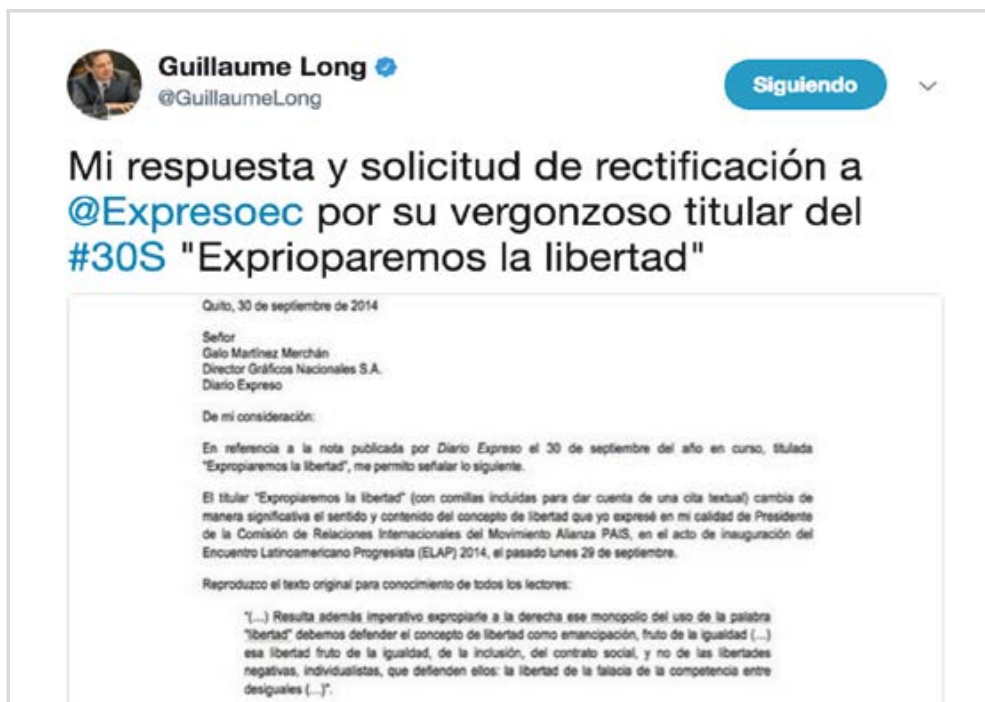 Guillaume Long
@GuillaumeLong
Siguiendo
Mi respuesta y solicitud de rectificación a
@Expresoec por su vergonzoso titular del
#30S "Exprioparemos la libertad"
Quito, 30 de septiembre de 2014
Señor
Galo Martínez Merchán
Director Gráficos Nacionales S.A.
Diario Expreso
De mi consideración:
En referencia a la nota publicada por Diario Expreso el 30 de septiembre del año en curso, titulada
"Expropiaremos la libertad", me permito señalar lo siguiente.
El titular "Expropiaremos la libertad" (con comillas incluidas para dar cuenta de una cita textual) cambia de
manera significativa el sentido y contenido del concepto de libertad que yo expresé en mi calidad de Presidente
de la Comisión de Relaciones Internacionales del Movimiento Alianza PAIS, en el acto de inauguración del
Encuentro Latinoamericano Progresista (ELAP) 2014, el pasado lunes 29 de septiembre.
Reproduzco el texto original para conocimiento de todos los lectores:
"(...) Resulta además imperativo expropiarle a la derecha ese monopolio del uso de la palabra
"libertad" debemos defender el concepto de libertad como emancipación, fruto de la igualdad (...)
esa libertad fruto de la igualdad, de la inclusión, del contrato social, y no de las libertades
negativas, individualistas, que defienden ellos: la libertad de la falacia de la competencia entre
desiguales (...)".